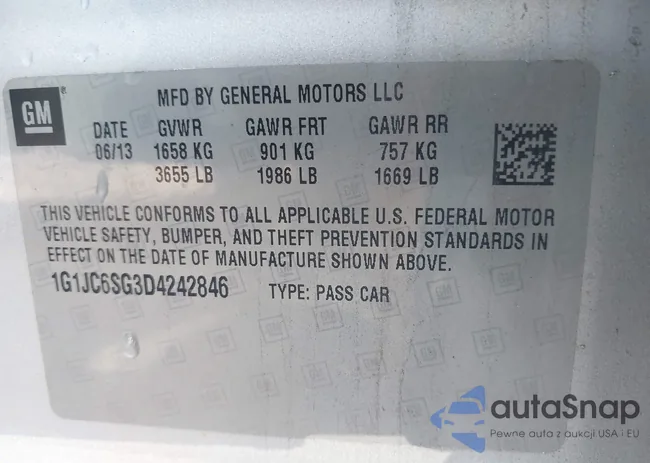 GM
MFD BY GENERAL MOTORS LLC
DATE GVWR GAWR FRT GAWR RR
06/13 1658 KG 901 KG 757 KG
3655 LB 1986 LB 1669 LB
THIS VEHICLE CONFORMS TO ALL APPLICABLE U.S. FEDERAL MOTOR
VEHICLE SAFETY, BUMPER, AND THEFT PREVENTION STANDARDS IN
EFFECT ON THE DATE OF MANUFACTURE SHOWN ABOVE.
1G1JC6SG3D4242846 TYPE: PASS CAR
autaSnap
Pewne auta z aukcji USA i EU